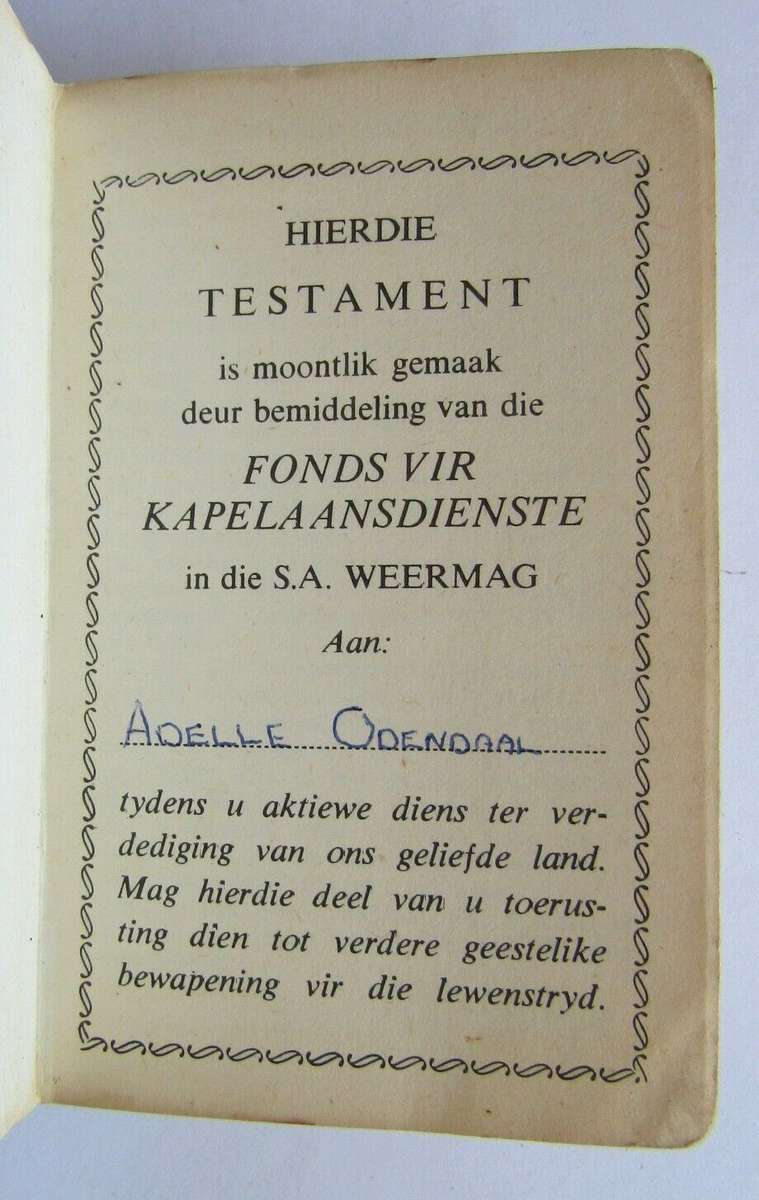 HIERDIE
TESTAMENT
is moontlik gemaak
deur bemiddeling van die
FONDS VIR
KAPELAANSDIENSTE
in die S.A. WEERMAG
Aan:
ADELLE ODENDAAL
tydens u aktiewe diens ter ver-
dediging van ons geliefde land.
Mag hierdie deel van u toerus-
ting dien tot verdere geestelike
bewapening vir die lewenstryd.